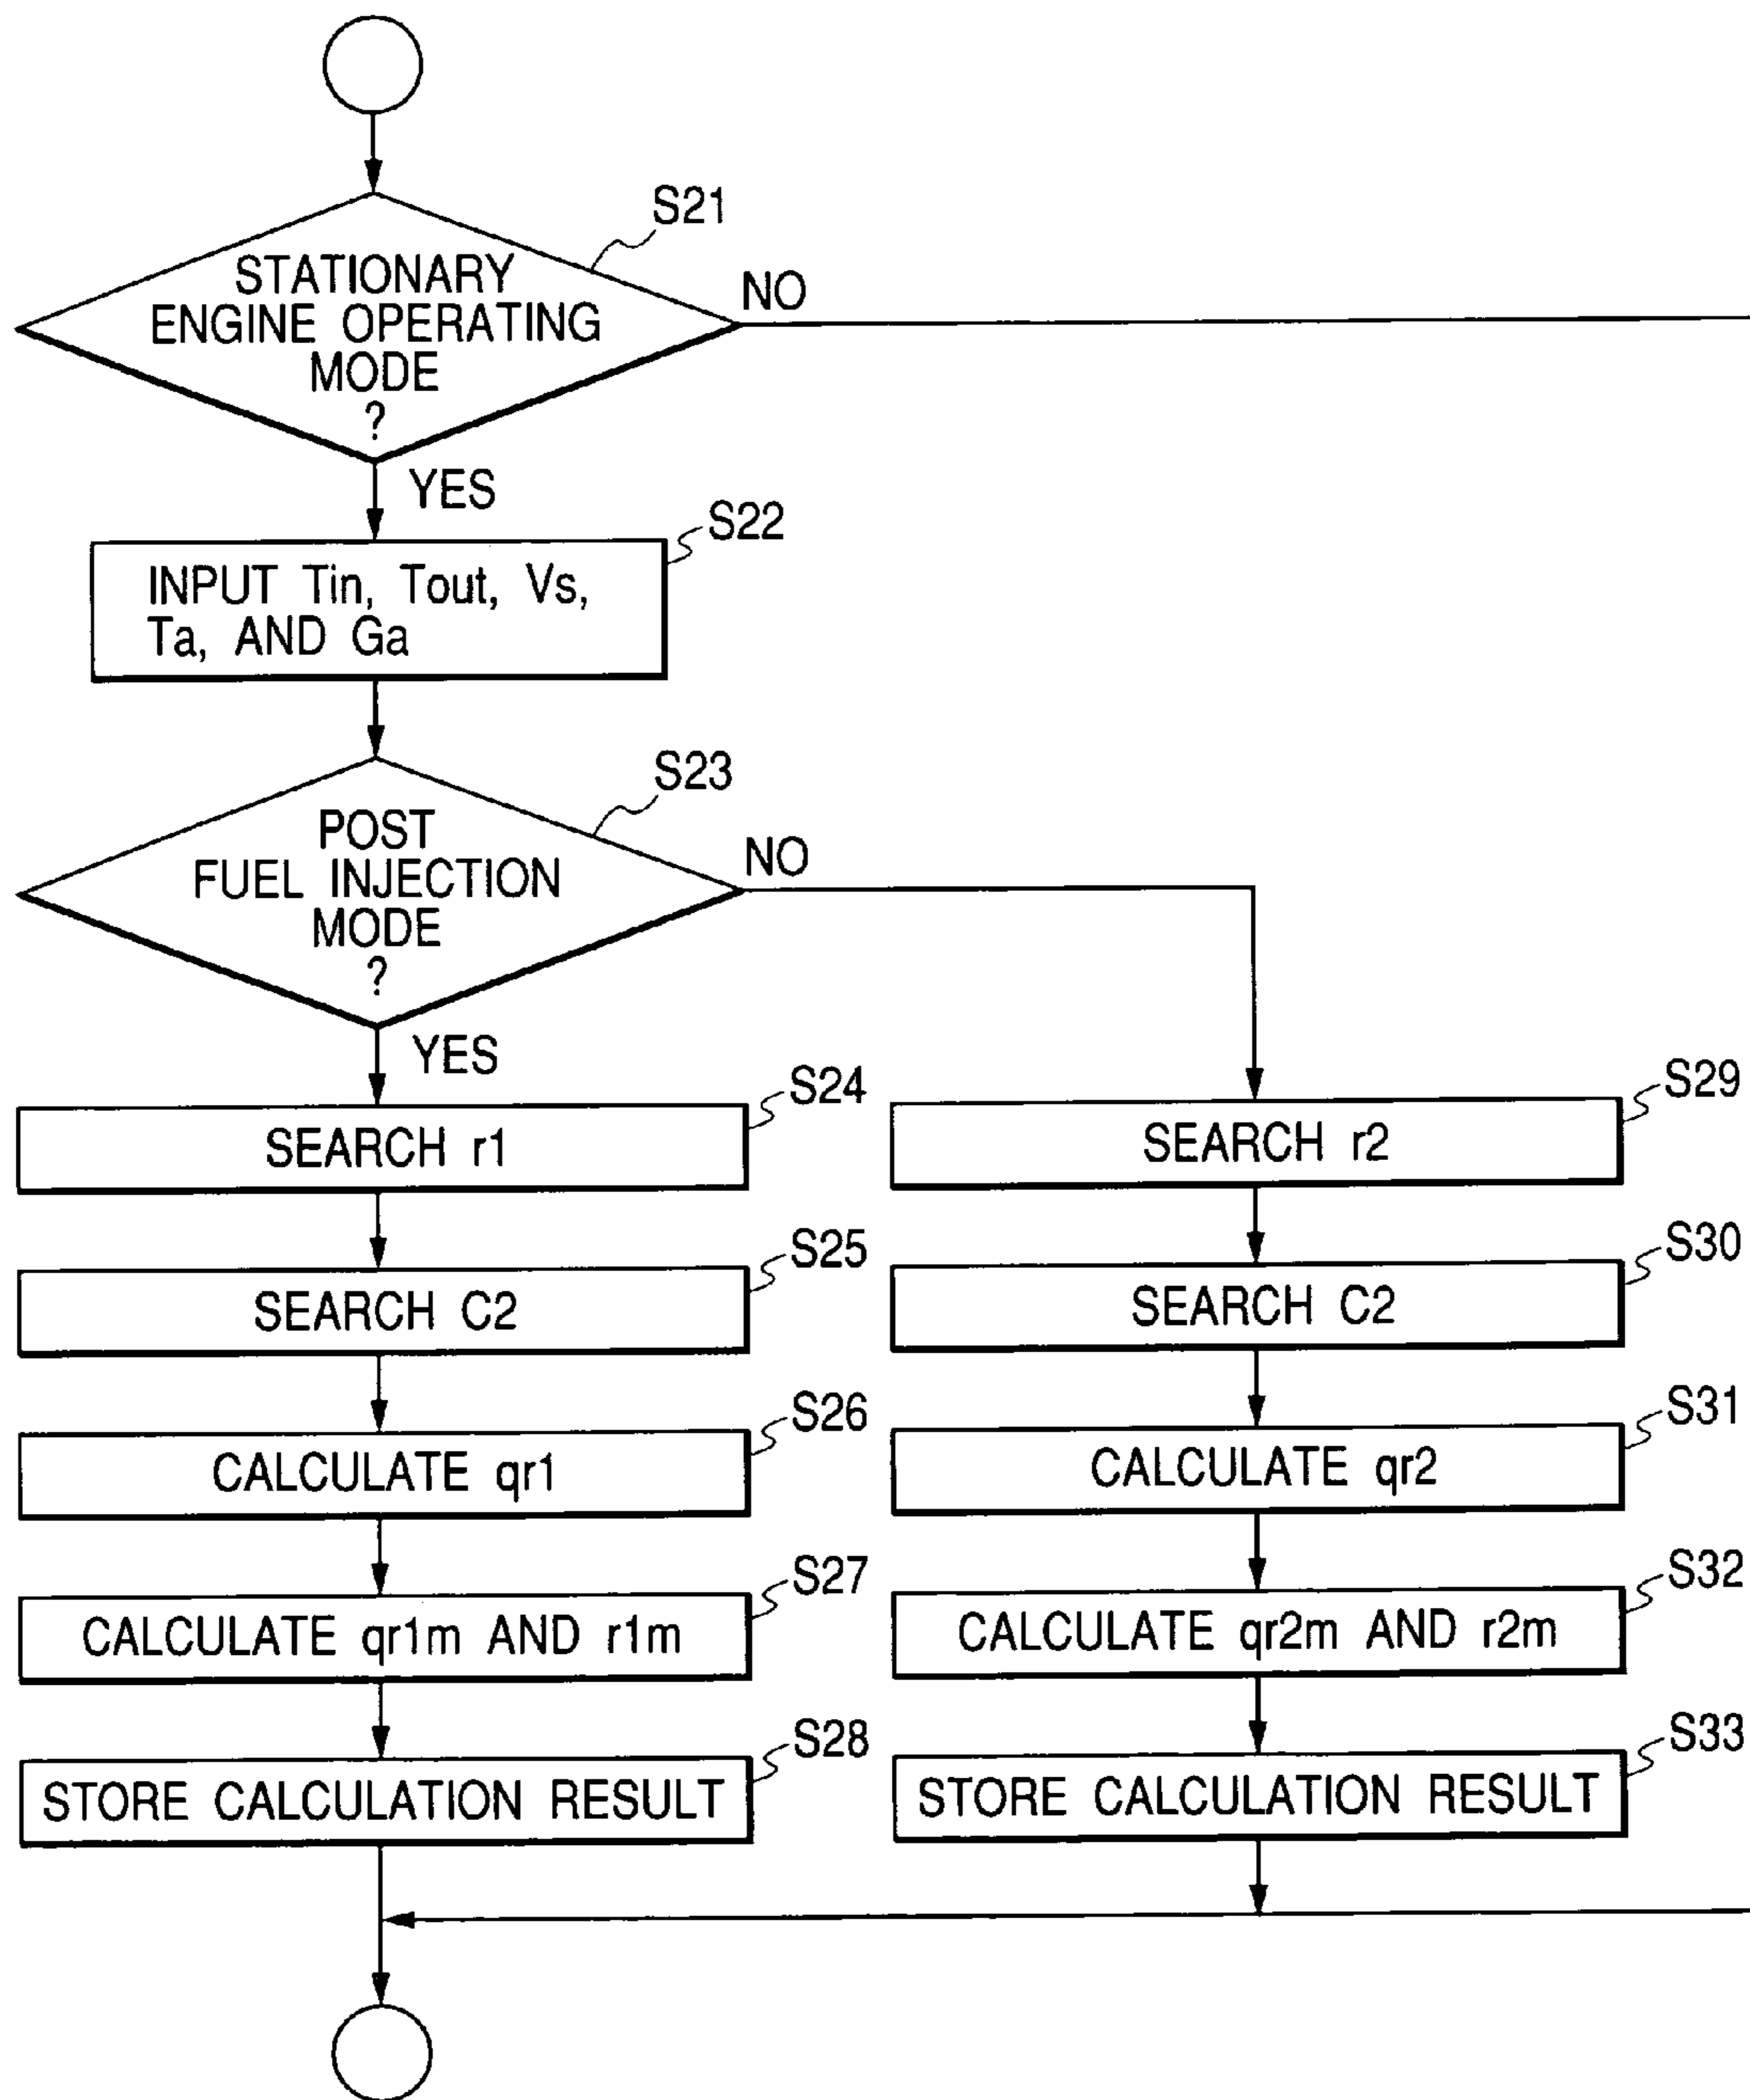 S21
STATIONARY
ENGINE OPERATING
MODE
?
NO
YES
S22
INPUT Tin, Tout, Vs,
Ta, AND Ga
S23
POST
FUEL INJECTION
MODE
?
NO
YES
S24
SEARCH r1
S25
SEARCH C2
S26
CALCULATE qr1
S27
CALCULATE qr1m AND r1m
S28
STORE CALCULATION RESULT
S29
SEARCH r2
S30
SEARCH C2
S31
CALCULATE qr2
S32
CALCULATE qr2m AND r2m
S33
STORE CALCULATION RESULT